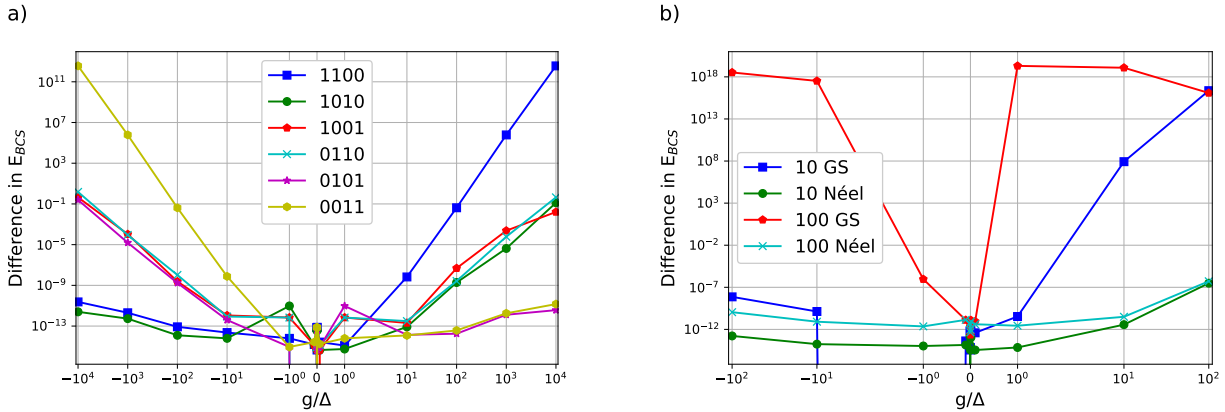 a)
Difference in E_BCS
10^11
10^7
10^3
10^-1
10^-5
10^-9
10^-13
1100
1010
1001
0110
0101
0011
−10^4 −10^3 −10^2 −10^1 −10^0 0 10^0 10^1 10^2 10^3 10^4
g/Δ
b)
Difference in E_BCS
10^18
10^13
10^8
10^3
10^-2
10^-7
10^-12
10 GS
10 Néel
100 GS
100 Néel
−10^2 −10^1 −10^0 0 10^0 10^1 10^2
g/Δ